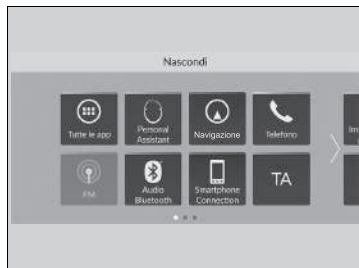 Nascondi
Tutte le app
Personal
Assistant
Navigazione
Telefono
FM
Audio
Bluetooth
Smartphone
Connection
TA